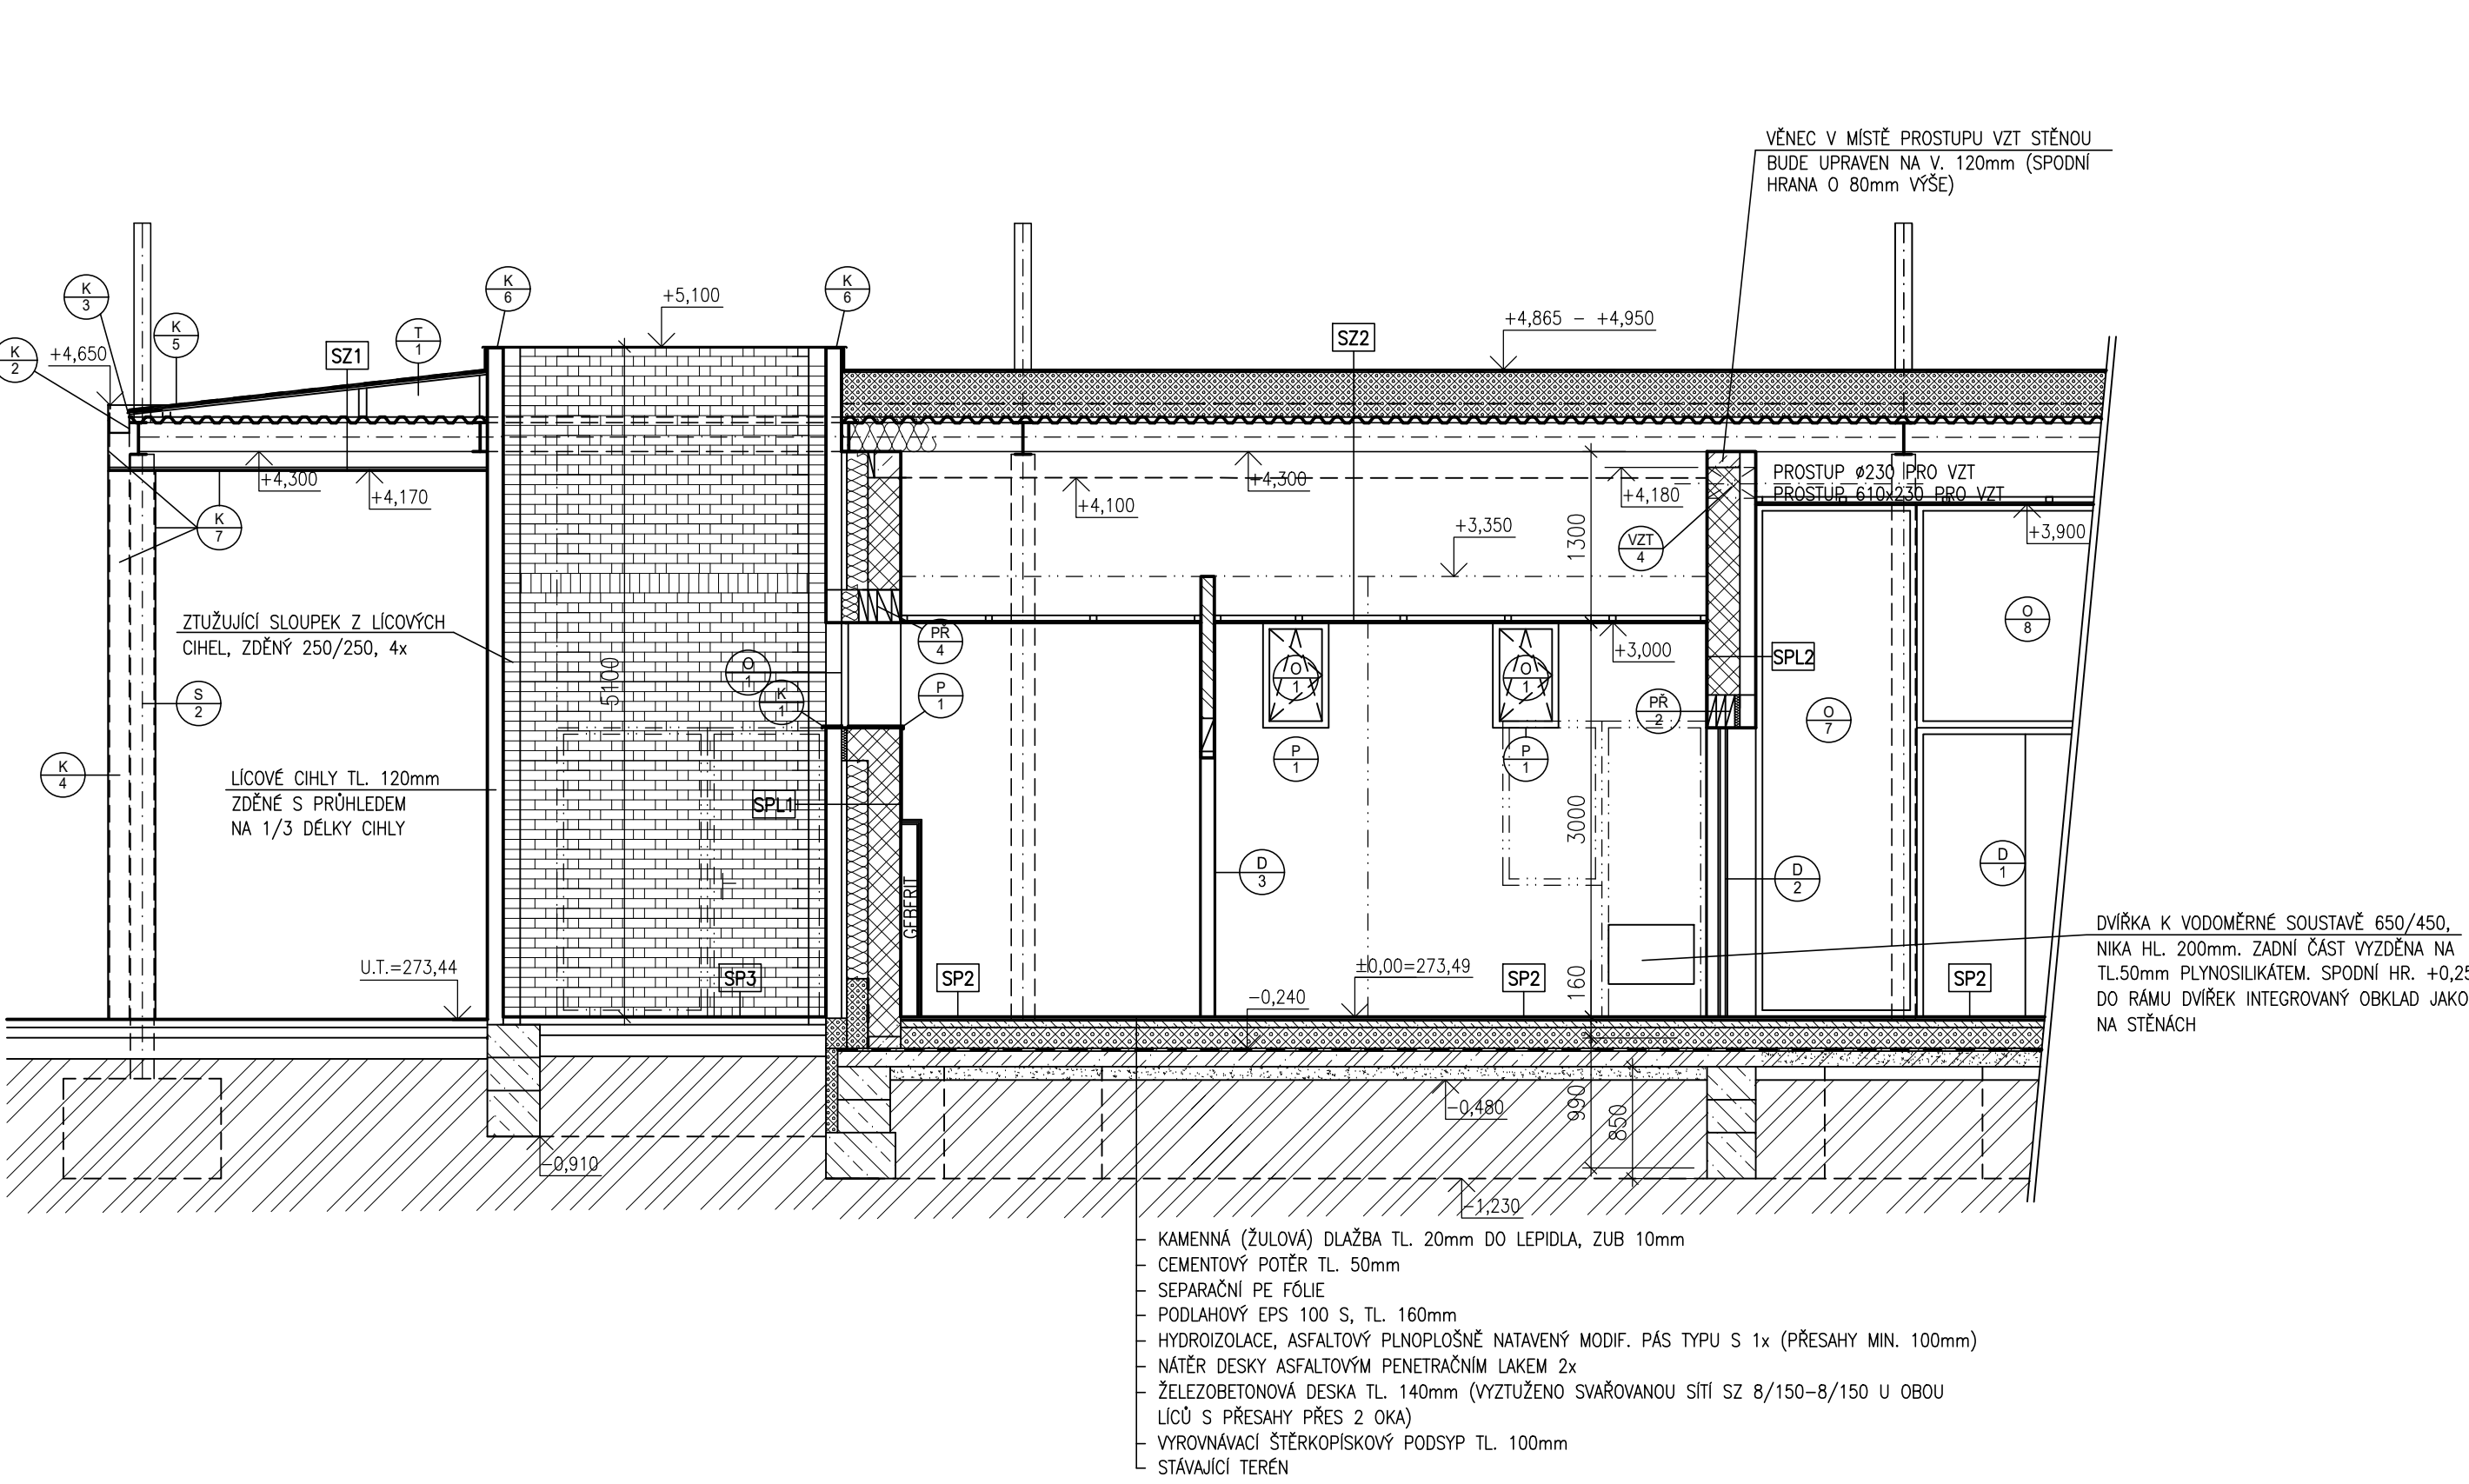 VĚNEC V MÍSTĚ PROSTUPU VZT STĚNOU
BUDE UPRAVEN NA V. 120mm (SPODNÍ
HRANA O 80mm VÝŠE)
K
3
K
6
K
6
+5,100
K
5
T
1
K
2
+4,650
SZ1
SZ2
+4,865 – +4,950
+4,300
+4,170
K
7
+4,100
+4,300
+4,180
PROSTUP ø230 PRO VZT
PROSTUP 610x230 PRO VZT
+3,350
1300
VZT
4
+3,900
ZTUŽUJÍCÍ SLOUPEK Z LÍCOVÝCH
CIHEL, ZDĚNÝ 250/250, 4x
5100
PŘ
4
O
1
K
1
P
1
O
1
O
1
+3,000
SPL2
O
8
S
2
PŘ
2
O
7
K
4
P
1
P
1
LÍCOVÉ CIHLY TL. 120mm
ZDĚNÉ S PRŮHLEDEM
NA 1/3 DÉLKY CIHLY
SPL1
3000
D
3
D
2
D
1
GEBERIT
DVÍŘKA K VODOMĚRNÉ SOUSTAVĚ 650/450,
NIKA HL. 200mm. ZADNÍ ČÁST VYZDĚNA NA
TL.50mm PLYNOSILIKÁTEM. SPODNÍ HR. +0,25
DO RÁMU DVÍŘEK INTEGROVANÝ OBKLAD JAKO
NA STĚNÁCH
U.T.=273,44
SP3
SP2
±0,00=273,49
SP2
SP2
160
-0,240
-0,480
990
850
-0,910
-1,230
KAMENNÁ (ŽULOVÁ) DLAŽBA TL. 20mm DO LEPIDLA, ZUB 10mm
CEMENTOVÝ POTĚR TL. 50mm
SEPARAČNÍ PE FÓLIE
PODLAHOVÝ EPS 100 S, TL. 160mm
HYDROIZOLACE, ASFALTOVÝ PLNOPLOŠNĚ NATAVENÝ MODIF. PÁS TYPU S 1x (PŘESAHY MIN. 100mm)
NÁTĚR DESKY ASFALTOVÝM PENETRAČNÍM LAKEM 2x
ŽELEZOBETONOVÁ DESKA TL. 140mm (VYZTUŽENO SVAŘOVANOU SÍTÍ SZ 8/150–8/150 U OBOU
LÍCŮ S PŘESAHY PŘES 2 OKA)
VYROVNÁVACÍ ŠTĚRKOPÍSKOVÝ PODSYP TL. 100mm
STÁVAJÍCÍ TERÉN